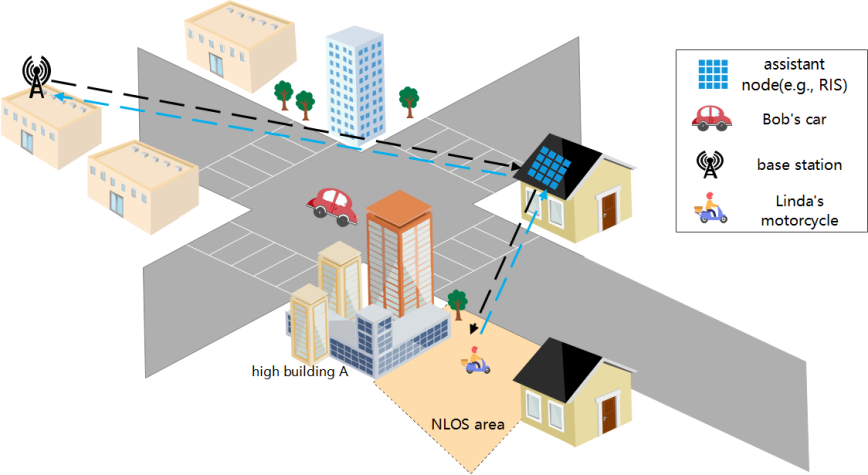 assistant
node(e.g., RIS)
Bob's car
base station
Linda's
motorcycle
high building A
NLOS area